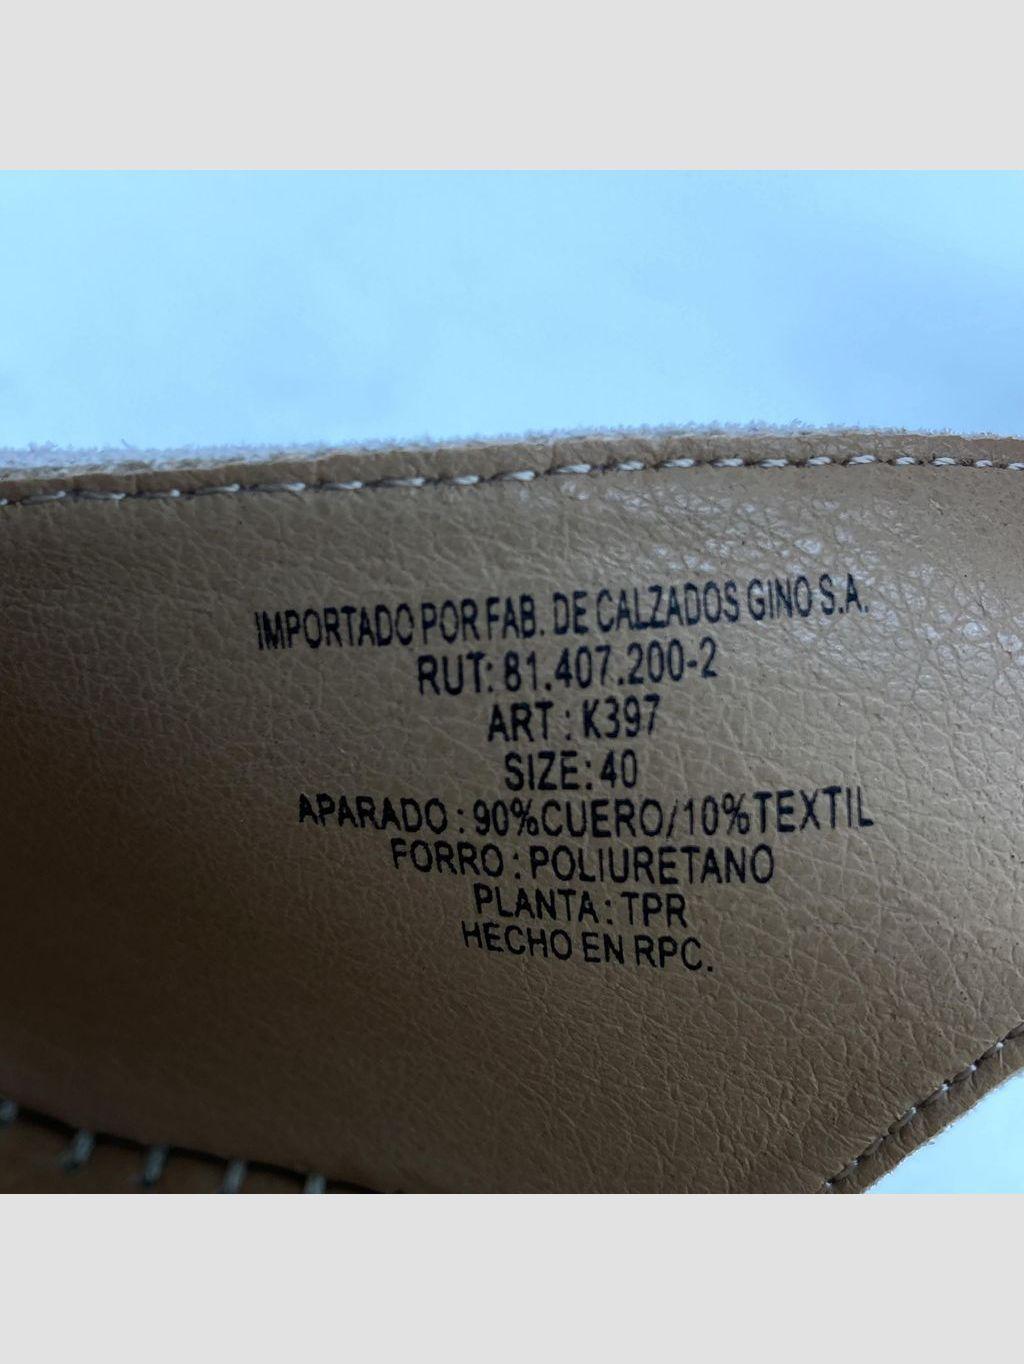 IMPORTADO POR FAB. DE CALZADOS GINO S.A.
RUT: 81.407.200-2
ART : K397
SIZE: 40
APARADO : 90%CUERO/10%TEXTIL
FORRO : POLIURETANO
PLANTA : TPR
HECHO EN RPC.